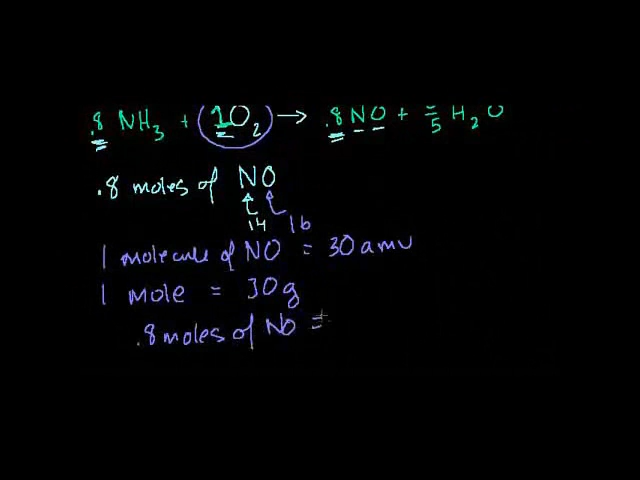 .8 NH3 + 1O2 → .8 NO + 5 H2O
.8 moles of NO
14 16
1 molecule of NO = 30 amu
1 mole = 30g
.8 moles of NO =